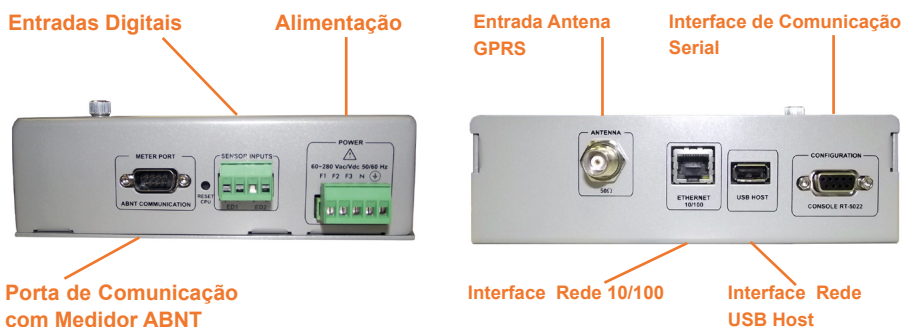 Entradas Digitais
Alimentação
Entrada Antena
GPRS
Interface de Comunicação
Serial
METER PORT
ABNT COMMUNICATION
RESET
CPU
SENSOR INPUTS
ED1 ED2
POWER
60~280 Vac/Vdc 50/60 Hz
F1 F2 F3 N
ANTENNA
50Ω
ETHERNET
10/100
USB HOST
CONFIGURATION
CONSOLE RT-5022
Porta de Comunicação
com Medidor ABNT
Interface Rede 10/100
Interface Rede
USB Host